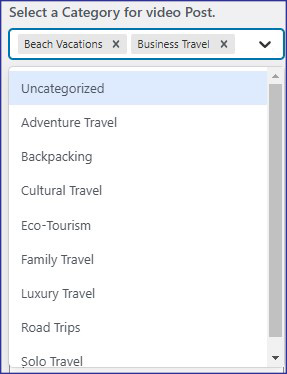 Select a Category for video Post.
Beach Vacations × Business Travel ×
Uncategorized
Adventure Travel
Backpacking
Cultural Travel
Eco-Tourism
Family Travel
Luxury Travel
Road Trips
Solo Travel